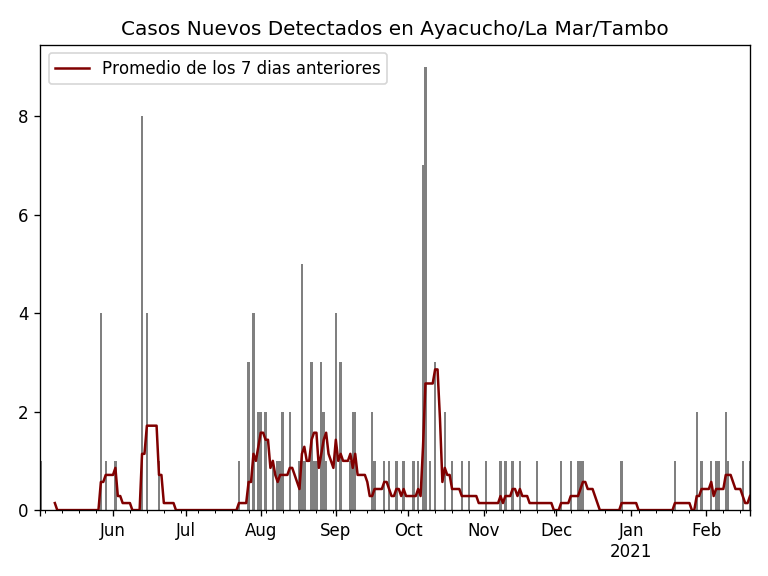 Casos Nuevos Detectados en Ayacucho/La Mar/Tambo
Promedio de los 7 dias anteriores
8
6
4
2
0
Jun Jul Aug Sep Oct Nov Dec Jan Feb
2021